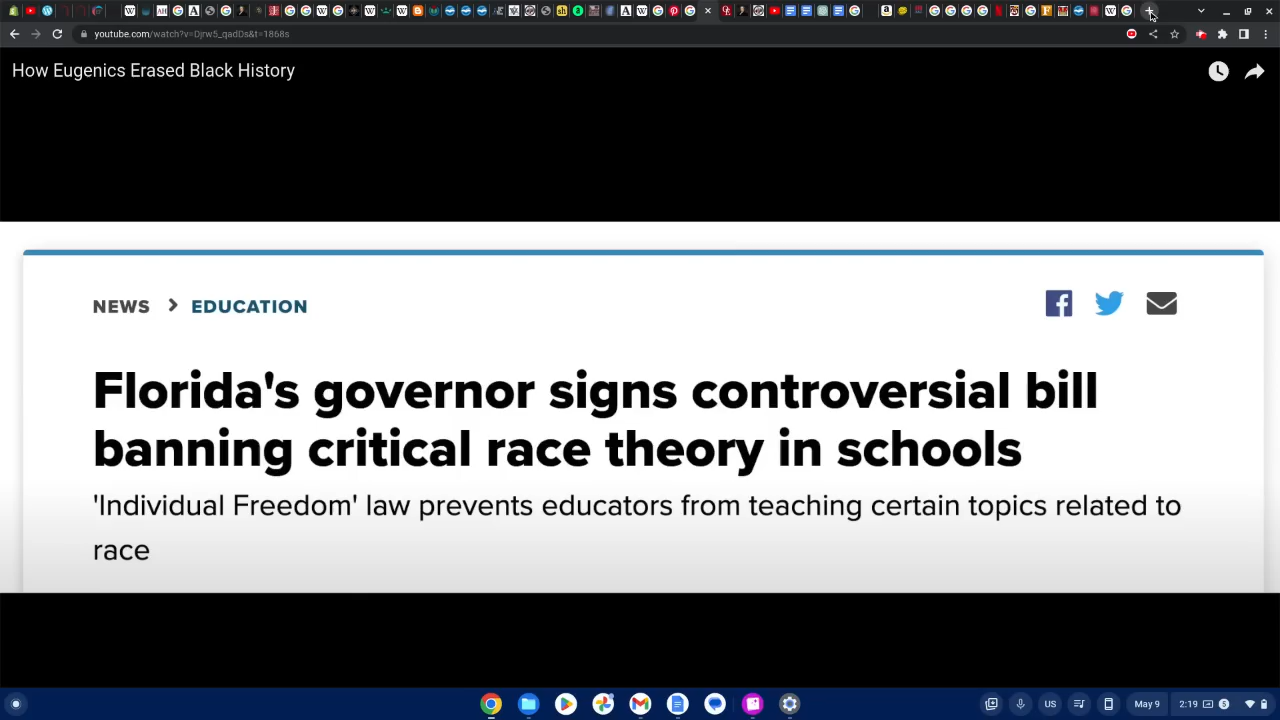 youtube.com/watch?v=Djrw5_qadDs&t=1868s
How Eugenics Erased Black History
NEWS > EDUCATION
Florida's governor signs controversial bill
banning critical race theory in schools
'Individual Freedom' law prevents educators from teaching certain topics related to
race
US
May 9
2:19